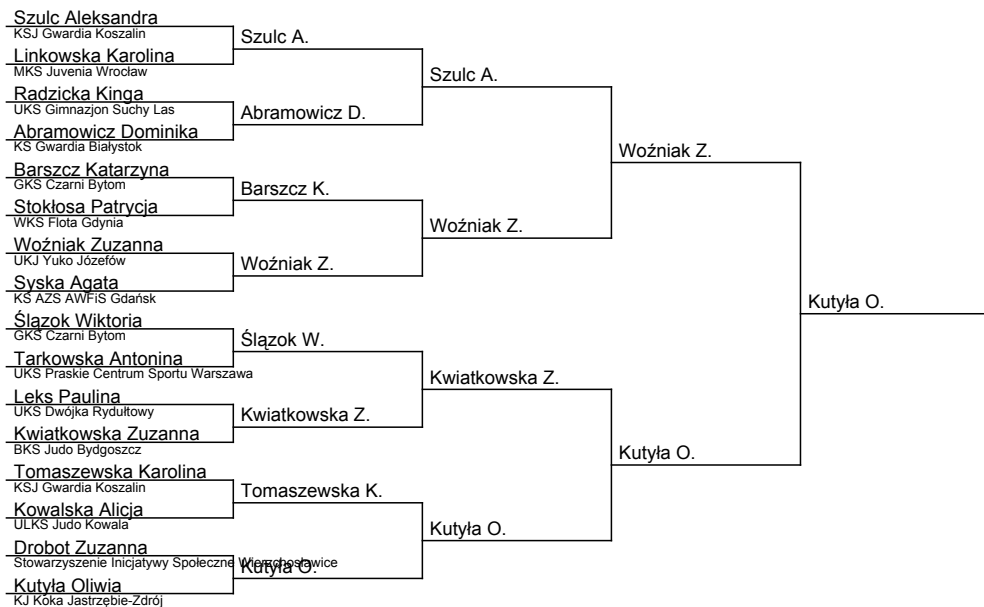 Szulc Aleksandra
KSJ Gwardia Koszalin
Linkowska Karolina
MKS Juvenia Wrocław
Radzicka Kinga
UKS Gimnazjon Suchy Las
Abramowicz Dominika
KS Gwardia Białystok
Barszcz Katarzyna
GKS Czarni Bytom
Stokłosa Patrycja
WKS Flota Gdynia
Woźniak Zuzanna
UKJ Yuko Józefów
Syska Agata
KS AZS AWFiS Gdańsk
Ślązok Wiktoria
GKS Czarni Bytom
Tarkowska Antonina
UKS Praskie Centrum Sportu Warszawa
Leks Paulina
UKS Dwójka Rydułtowy
Kwiatkowska Zuzanna
BKS Judo Bydgoszcz
Tomaszewska Karolina
KSJ Gwardia Koszalin
Kowalska Alicja
ULKS Judo Kowala
Drobot Zuzanna
Stowarzyszenie Inicjatywy Społeczne Wierzchosławice
Kutyła Oliwia
KJ Koka Jastrzębie-Zdrój
Szulc A.
Abramowicz D.
Barszcz K.
Woźniak Z.
Ślązok W.
Kwiatkowska Z.
Tomaszewska K.
Kutyła O.
Szulc A.
Woźniak Z.
Kwiatkowska Z.
Kutyła O.
Woźniak Z.
Kutyła O.
Kutyła O.